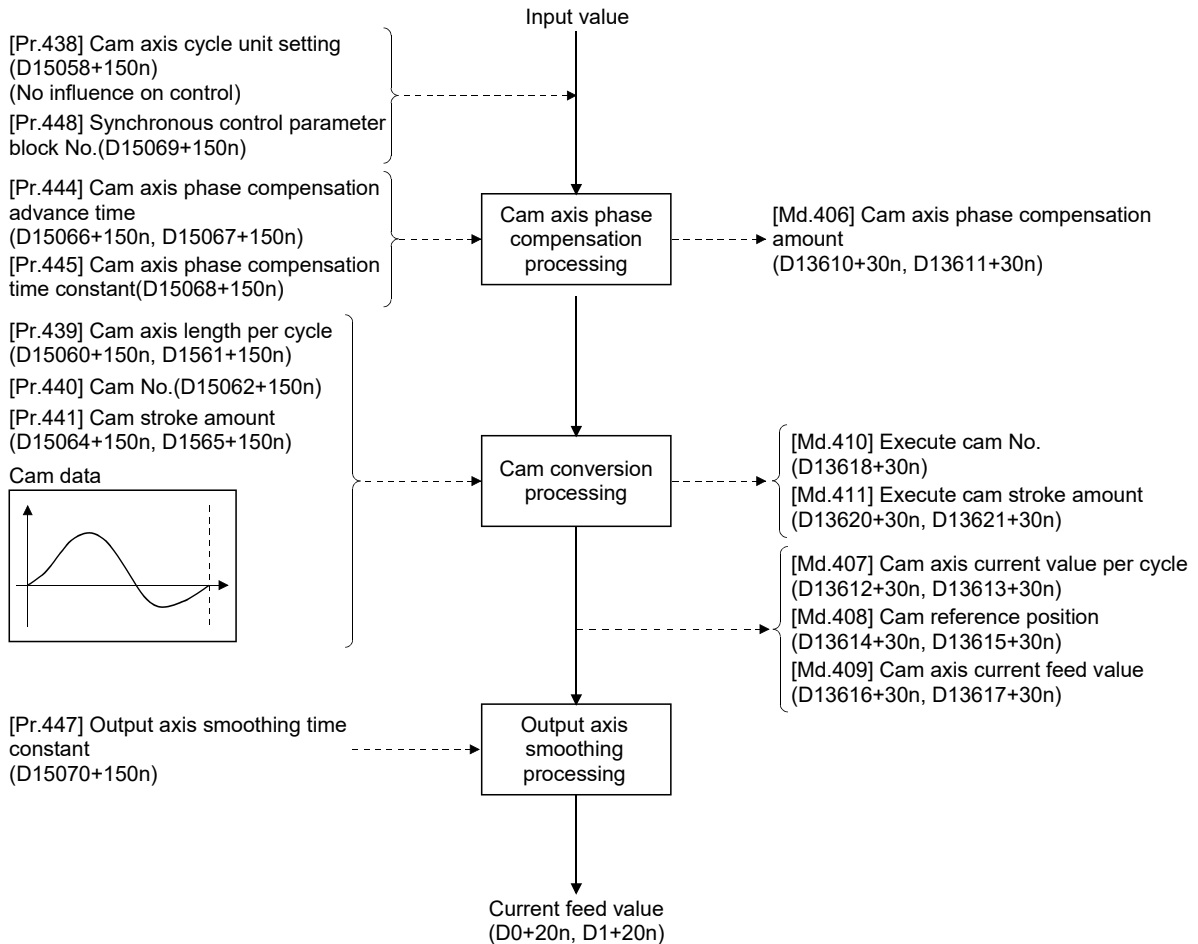 Input value
[Pr.438] Cam axis cycle unit setting
(D15058+150n)
(No influence on control)
[Pr.448] Synchronous control parameter
block No.(D15069+150n)
[Pr.444] Cam axis phase compensation
advance time
(D15066+150n, D15067+150n)
[Pr.445] Cam axis phase compensation
time constant(D15068+150n)
Cam axis phase
compensation
processing
[Md.406] Cam axis phase compensation
amount
(D13610+30n, D13611+30n)
[Pr.439] Cam axis length per cycle
(D15060+150n, D1561+150n)
[Pr.440] Cam No.(D15062+150n)
[Pr.441] Cam stroke amount
(D15064+150n, D1565+150n)
Cam data
Cam conversion
processing
[Md.410] Execute cam No.
(D13618+30n)
[Md.411] Execute cam stroke amount
(D13620+30n, D13621+30n)
[Md.407] Cam axis current value per cycle
(D13612+30n, D13613+30n)
[Md.408] Cam reference position
(D13614+30n, D13615+30n)
[Md.409] Cam axis current feed value
(D13616+30n, D13617+30n)
[Pr.447] Output axis smoothing time
constant
(D15070+150n)
Output axis
smoothing
processing
Current feed value
(D0+20n, D1+20n)